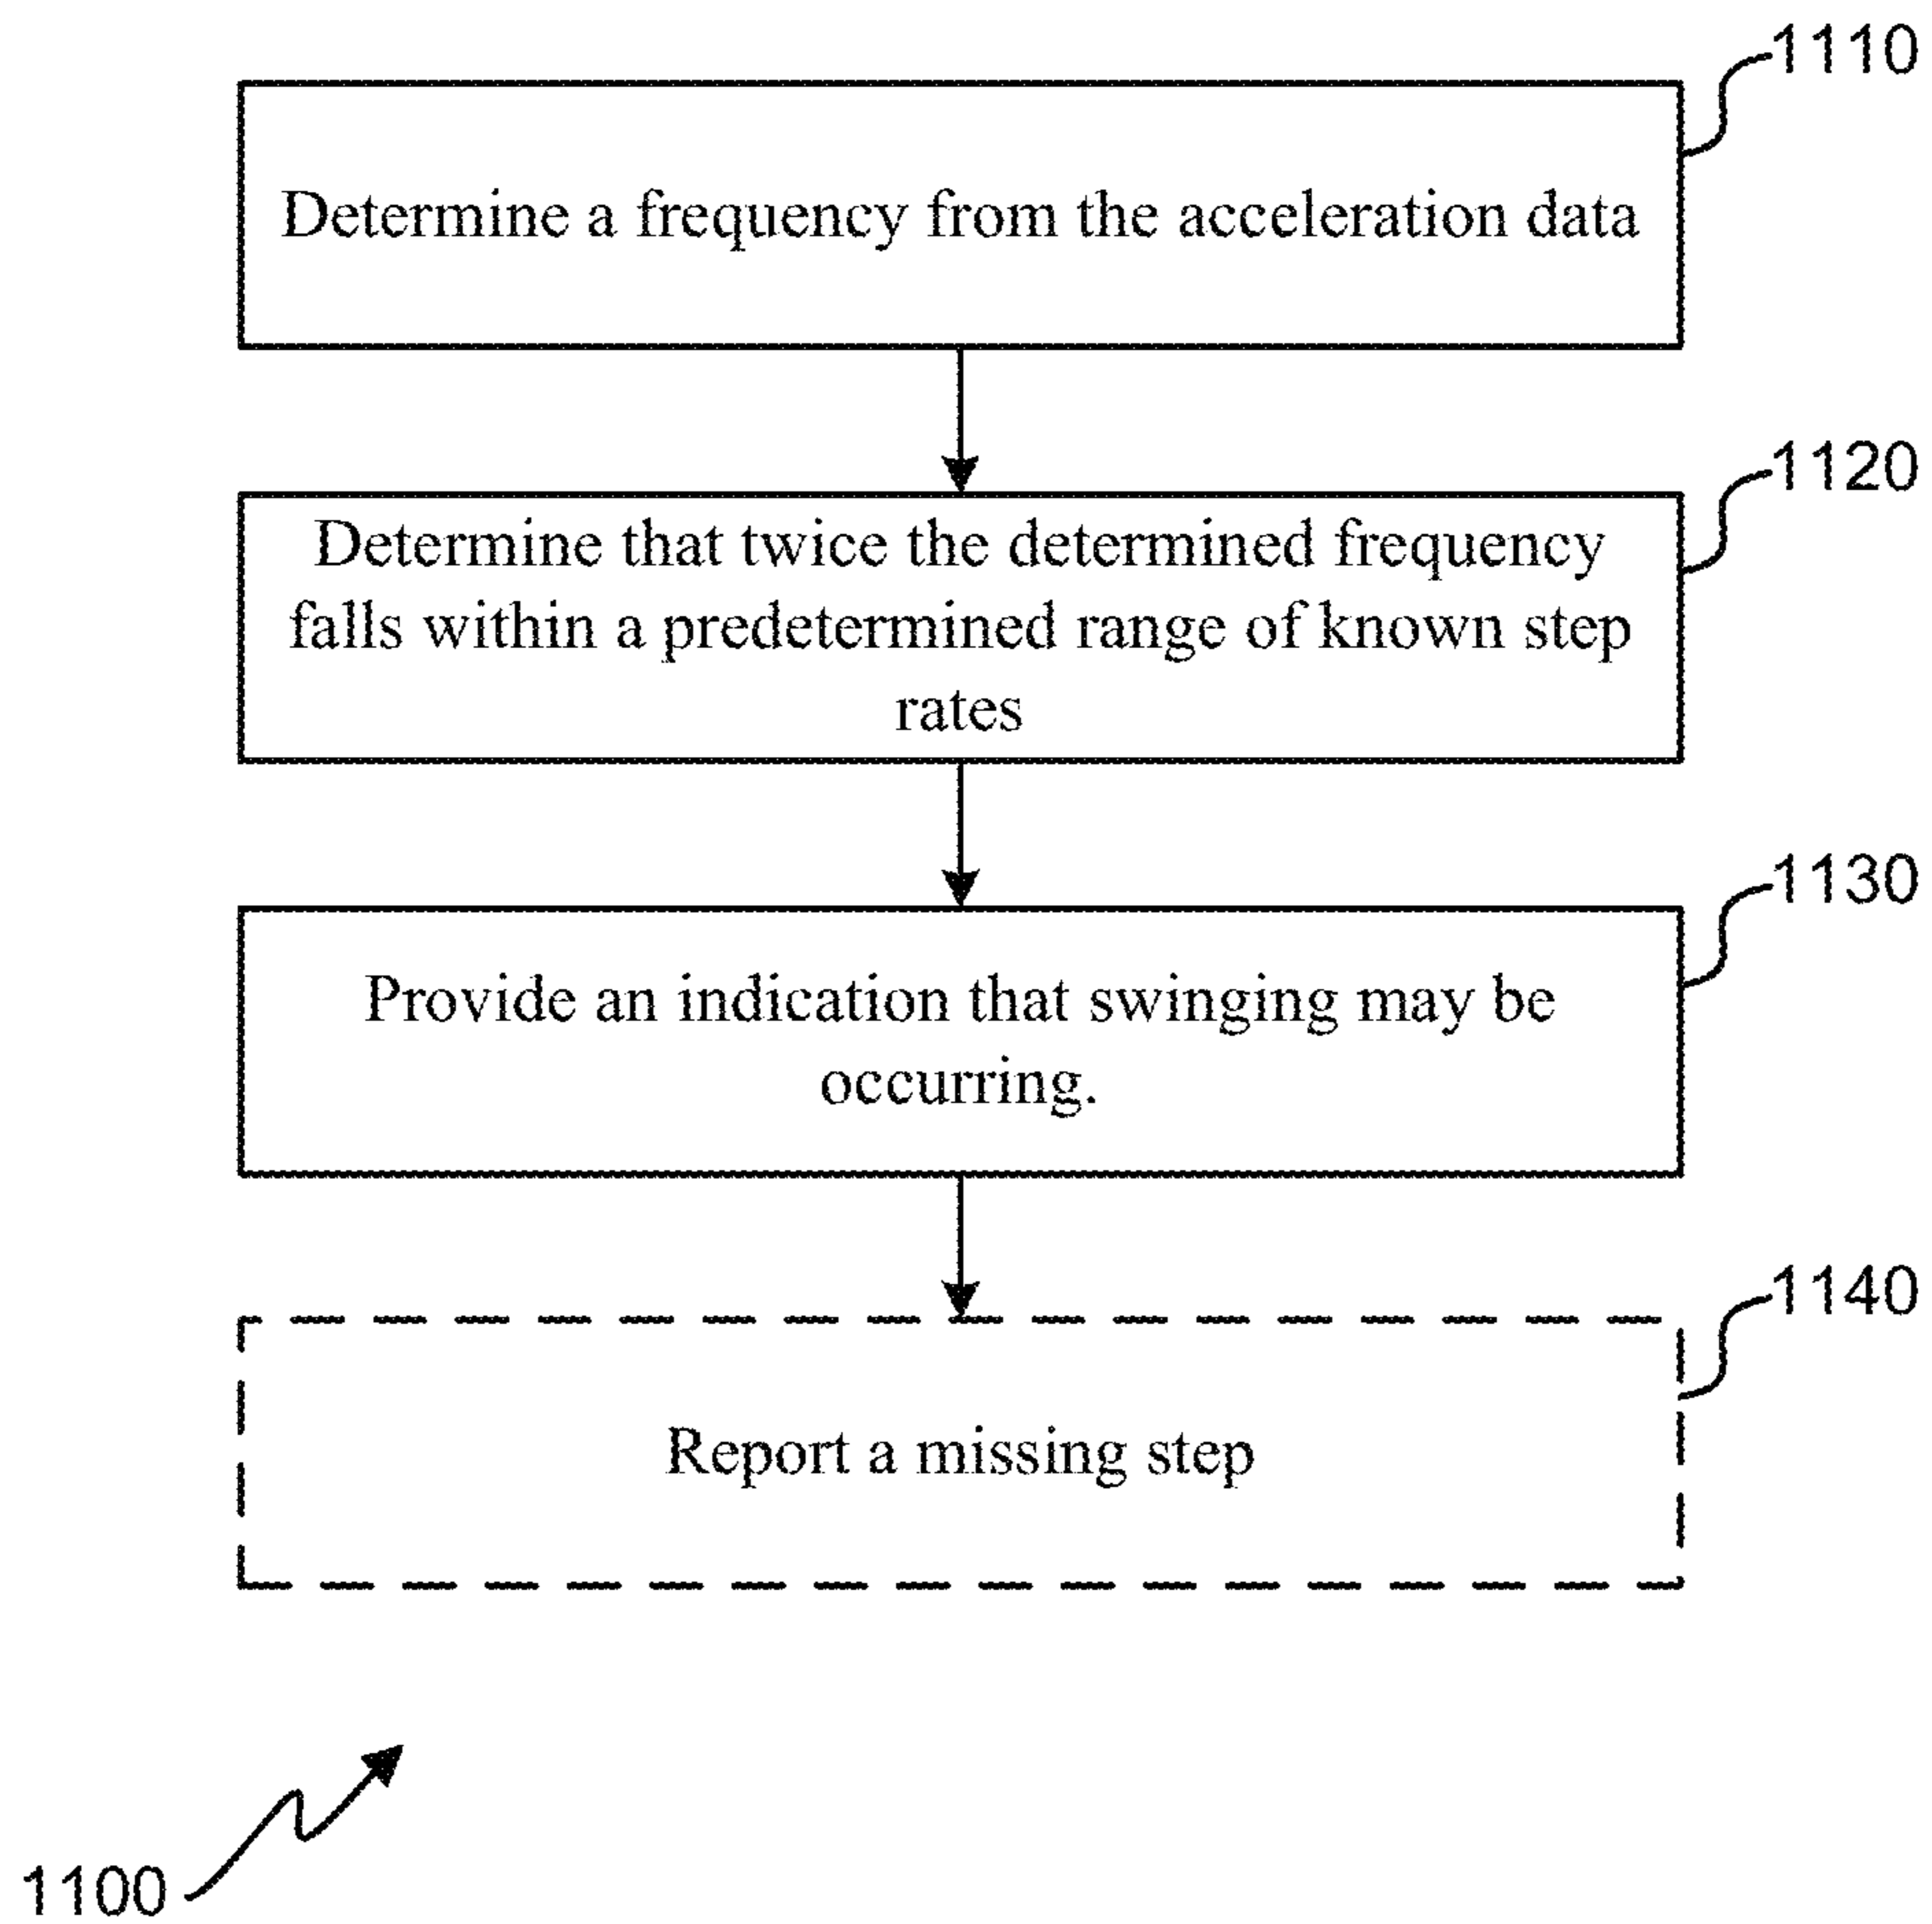 1110
Determine a frequency from the acceleration data
1120
Determine that twice the determined frequency
falls within a predetermined range of known step
rates
1130
Provide an indication that swinging may be
occurring.
1140
Report a missing step
1100